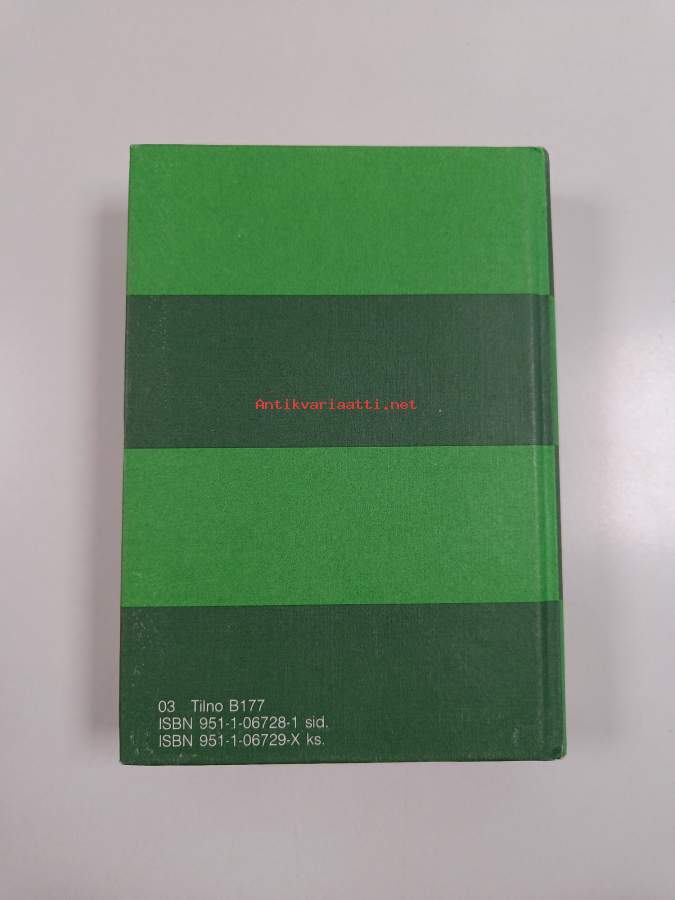 Antikvariaatti.net
03 Tilno B177
ISBN 951-1-06728-1 sid.
ISBN 951-1-06729-X ks.